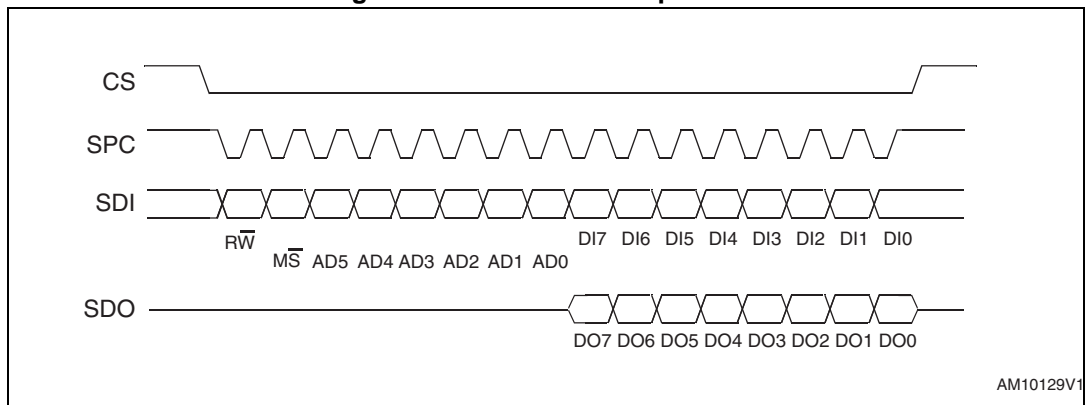 CS
SPC
SDI
RW̅ DI7 DI6 DI5 DI4 DI3 DI2 DI1 DI0
MS̅ AD5 AD4 AD3 AD2 AD1 AD0
SDO
DO7 DO6 DO5 DO4 DO3 DO2 DO1 DO0
AM10129V1